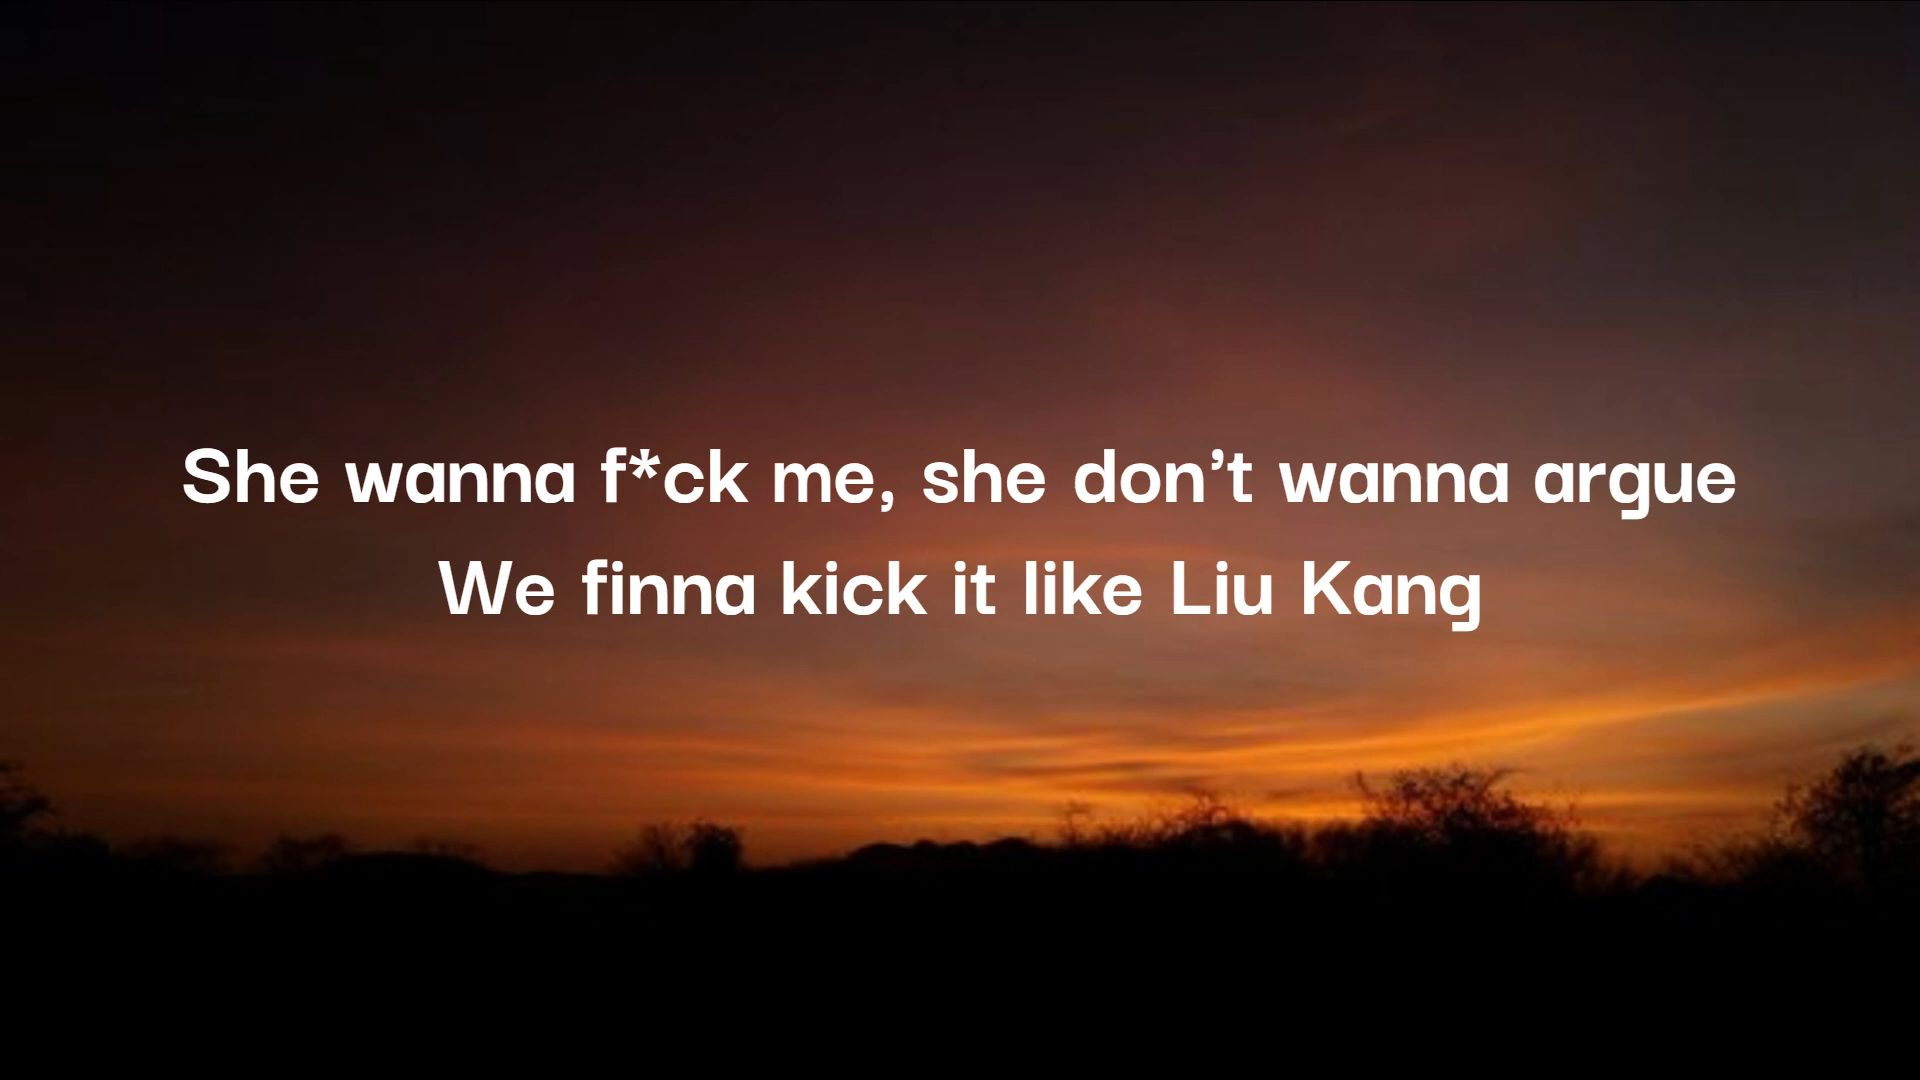 She wanna f*ck me, she don’t wanna argue
We finna kick it like Liu Kang